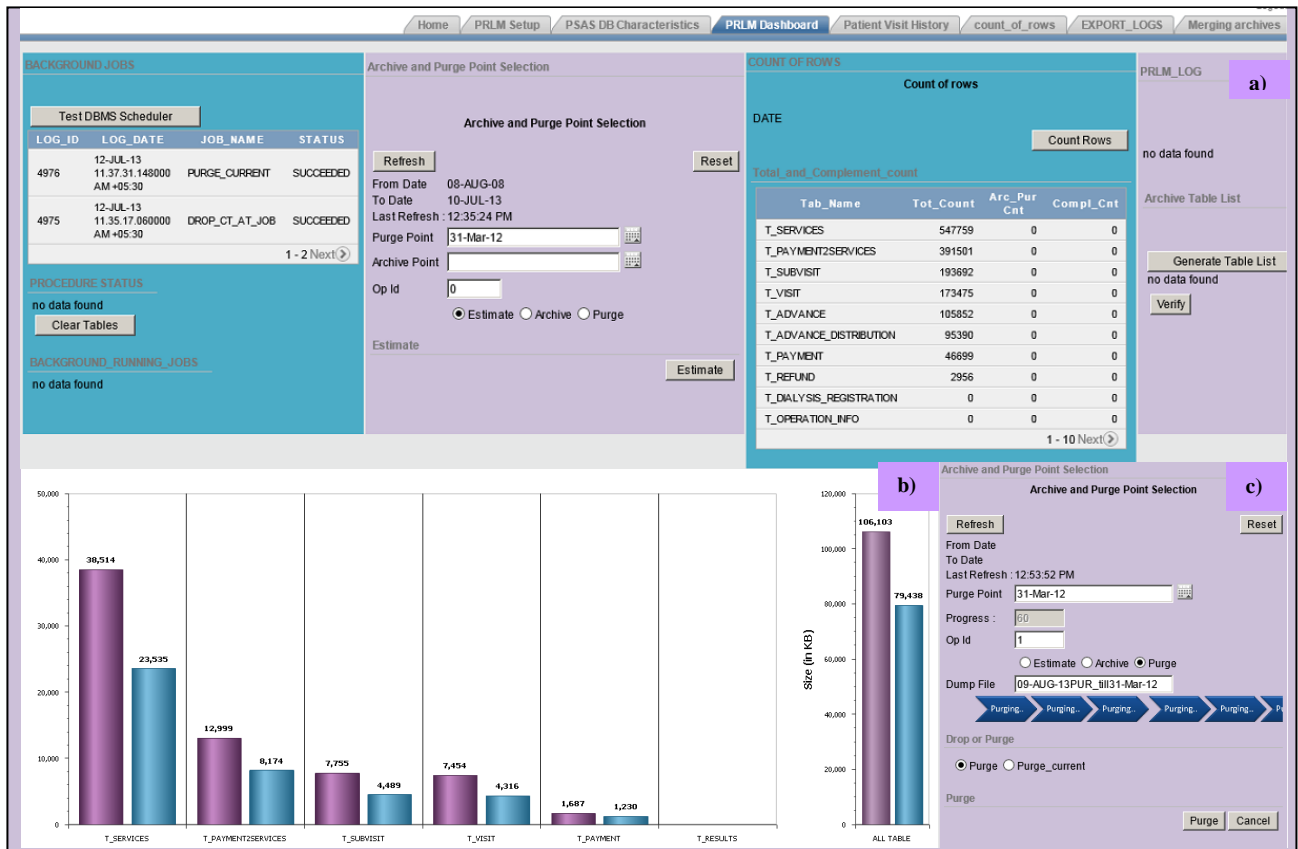 Home PRLM Setup PSAS DB Characteristics PRLM Dashboard Patient Visit History count_of_rows EXPORT_LOGS Merging archives
BACKGROUND JOBS
Test DBMS Scheduler
LOG_ID LOG_DATE JOB_NAME STATUS
4976 12-JUL-13 11.37.31.148000 AM +05:30 PURGE_CURRENT SUCCEEDED
4975 12-JUL-13 11.35.17.060000 AM +05:30 DROP_CT_AT_JOB SUCCEEDED
1 - 2 Next
PROCEDURE STATUS
no data found
Clear Tables
BACKGROUND_RUNNING_JOBS
no data found
Archive and Purge Point Selection
Archive and Purge Point Selection
Refresh Reset
From Date 08-AUG-08
To Date 10-JUL-13
Last Refresh : 12:35:24 PM
Purge Point 31-Mar-12
Archive Point
Op Id 0
Estimate Archive Purge
Estimate
Estimate
COUNT OF ROWS
Count of rows
DATE
Count Rows
Total_and_Complement_count
Tab_Name Tot_Count Arc_Pur Cnt Compl_Cnt
T_SERVICES 547759 0 0
T_PAYMENT2SERVICES 391501 0 0
T_SUBVISIT 193692 0 0
T_VISIT 173475 0 0
T_ADVANCE 105852 0 0
T_ADVANCE_DISTRIBUTION 95390 0 0
T_PAYMENT 46699 0 0
T_REFUND 2956 0 0
T_DIALYSIS_REGISTRATION 0 0 0
T_OPERATION_INFO 0 0 0
1 - 10 Next
PRLM_LOG
a)
no data found
Archive Table List
Generate Table List
no data found
Verify
b)
50,000
40,000
30,000
20,000
10,000
0
38,514
23,535
12,999
8,174
7,755
4,489
7,454
4,316
1,687
1,230
T_SERVICES T_PAYMENT2SERVICES T_SUBVISIT T_VISIT T_PAYMENT T_RESULTS
Size (in KB)
120,000
100,000
80,000
60,000
40,000
20,000
0
106,103
79,438
ALL TABLE
Archive and Purge Point Selection
c)
Archive and Purge Point Selection
Refresh Reset
From Date
To Date
Last Refresh : 12:53:52 PM
Purge Point 31-Mar-12
Progress : 60
Op Id 1
Estimate Archive Purge
Dump File 09-AUG-13PUR_till31-Mar-12
Purging.. Purging.. Purging.. Purging.. Purging..
Drop or Purge
Purge Purge_current
Purge
Purge Cancel